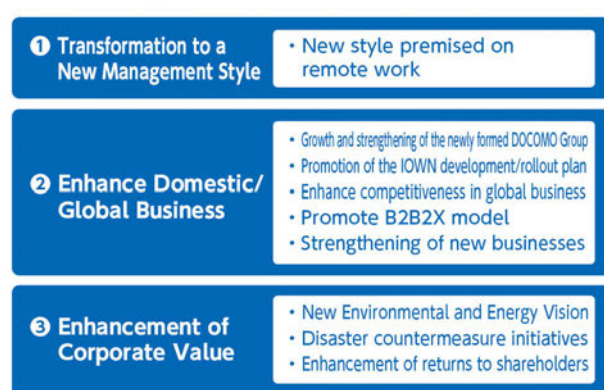 ❶ Transformation to a
New Management Style
・New style premised on
remote work
❷ Enhance Domestic/
Global Business
・Growth and strengthening of the newly formed DOCOMO Group
・Promotion of the IOWN development/rollout plan
・Enhance competitiveness in global business
・Promote B2B2X model
・Strengthening of new businesses
❸ Enhancement of
Corporate Value
・New Environmental and Energy Vision
・Disaster countermeasure initiatives
・Enhancement of returns to shareholders